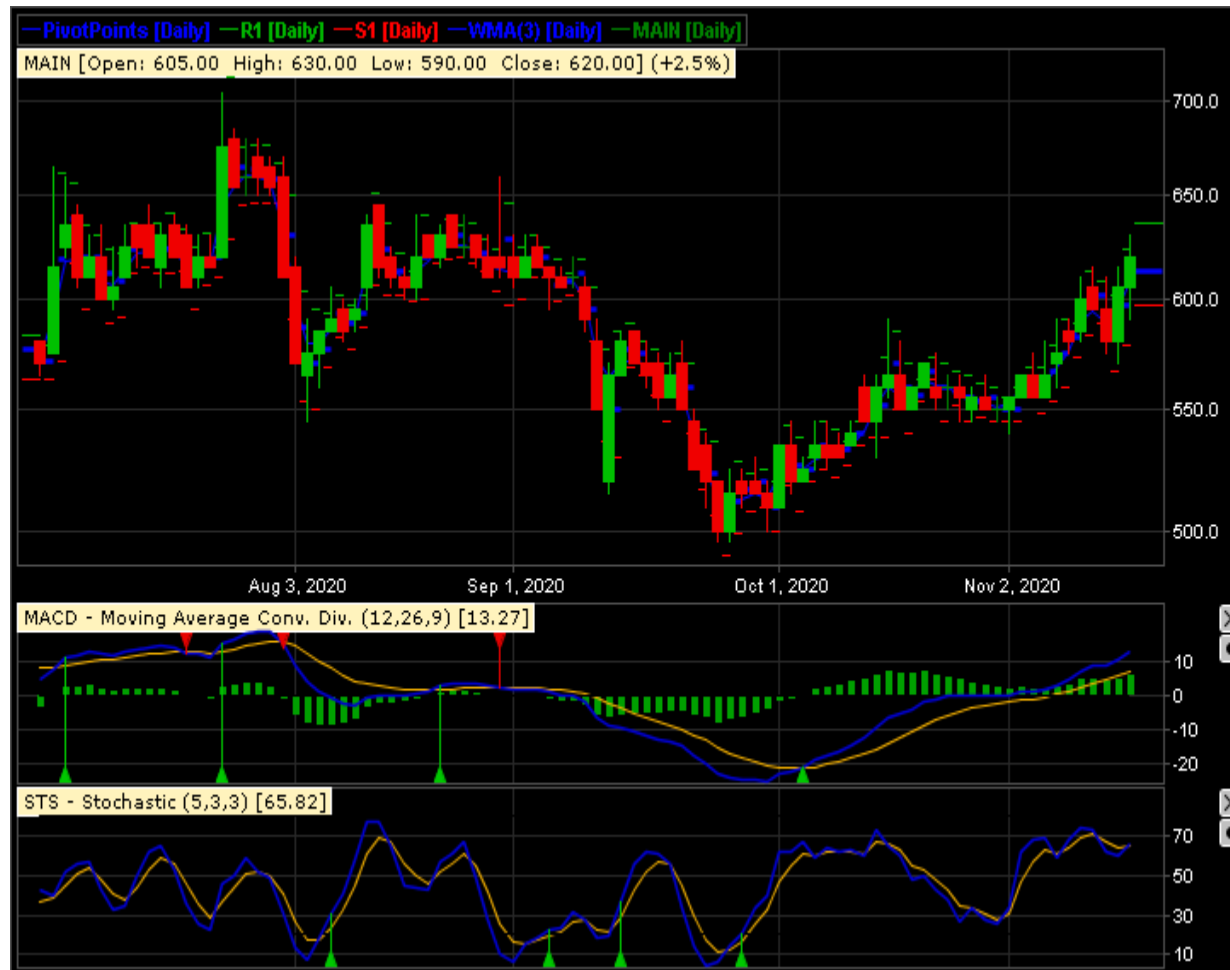 PivotPoints [Daily] R1 [Daily] S1 [Daily] WMA(3) [Daily] MAIN [Daily]
MAIN [Open: 605.00 High: 630.00 Low: 590.00 Close: 620.00] (+2.5%)
700.0
650.0
600.0
550.0
500.0
Aug 3, 2020 Sep 1, 2020 Oct 1, 2020 Nov 2, 2020
MACD - Moving Average Conv. Div. (12,26,9) [13.27]
10
0
-10
-20
STS - Stochastic (5,3,3) [65.82]
70
50
30
10